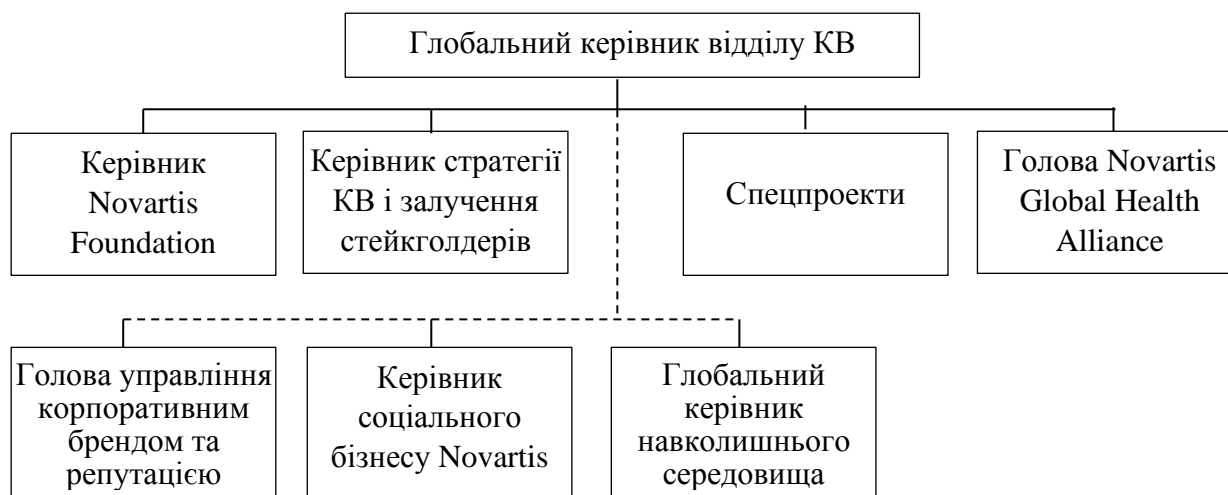 Глобальний керівник відділу КВ
Керівник
Novartis
Foundation
Керівник стратегії
КВ і залучення
стейкголдерів
Спецпроекти
Голова Novartis
Global Health
Alliance
Голова управління
корпоративним
брендом та
репутацією
Керівник
соціального
бізнесу Novartis
Глобальний
керівник
навколишнього
середовища